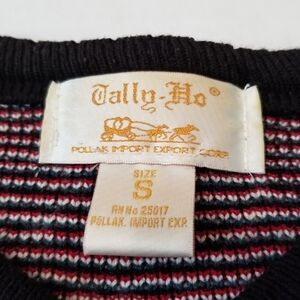 Tally-Ho®
POLLAK IMPORT EXPORT CORP.
SIZE
S
RN No 25017
POLLAK. IMPORT EXP.